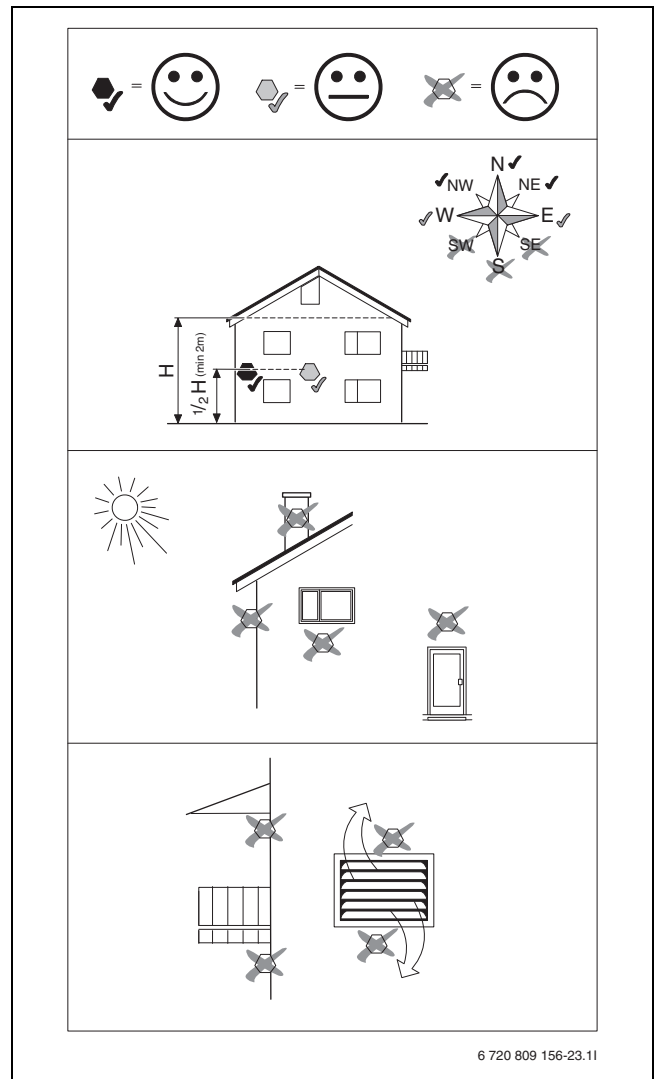 =
=
=
N
NW
NE
W
E
SW
SE
S
H
1/2 H (min 2m)
6 720 809 156-23.1I